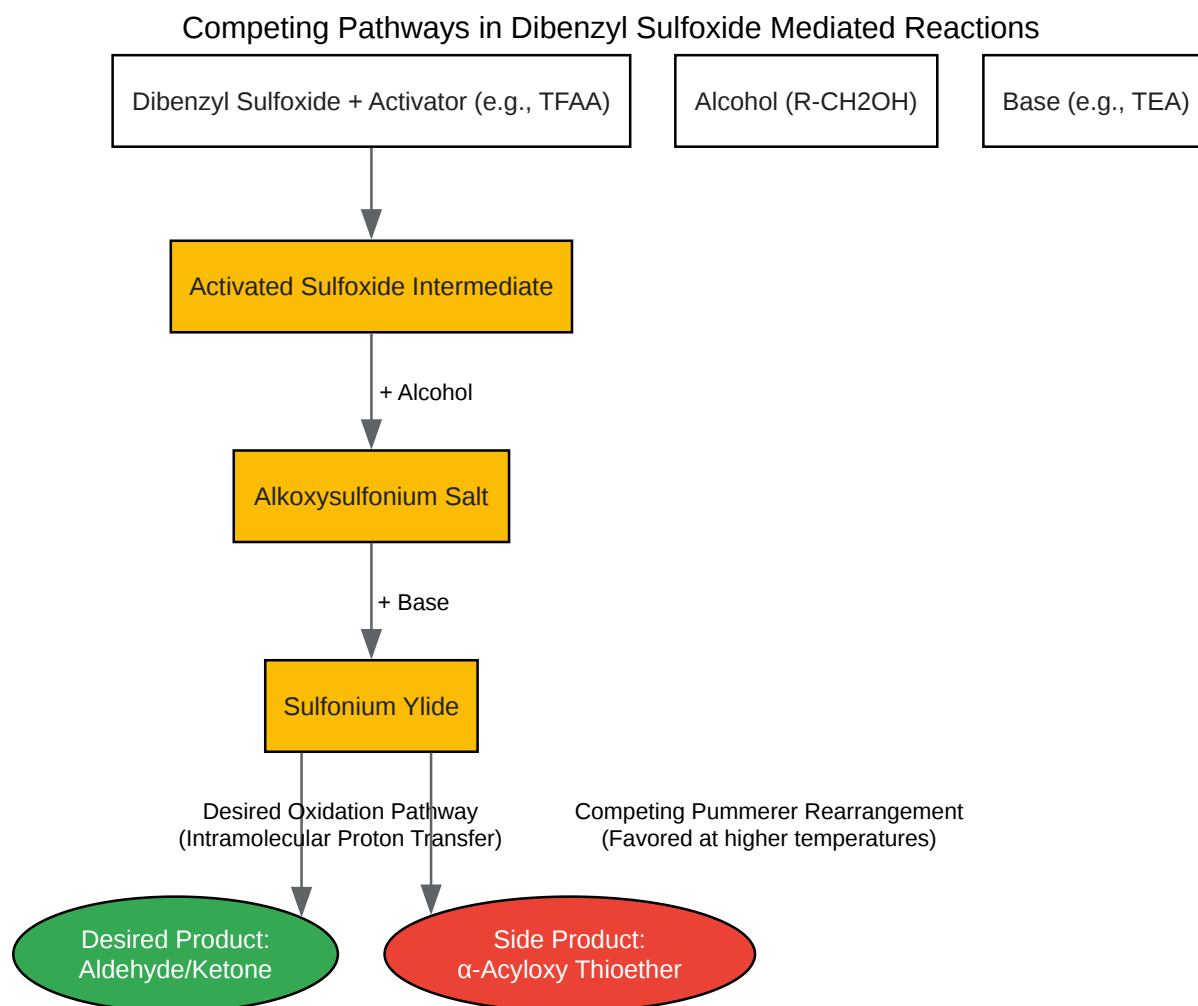 Competing Pathways in Dibenzyl Sulfoxide Mediated Reactions
Dibenzyl Sulfoxide + Activator (e.g., TFAA)
Alcohol (R-CH2OH)
Base (e.g., TEA)
Activated Sulfoxide Intermediate
+ Alcohol
Alkoxysulfonium Salt
+ Base
Sulfonium Ylide
Desired Oxidation Pathway
(Intramolecular Proton Transfer)
Competing Pummerer Rearrangement
(Favored at higher temperatures)
Desired Product:
Aldehyde/Ketone
Side Product:
α-Acyloxy Thioether